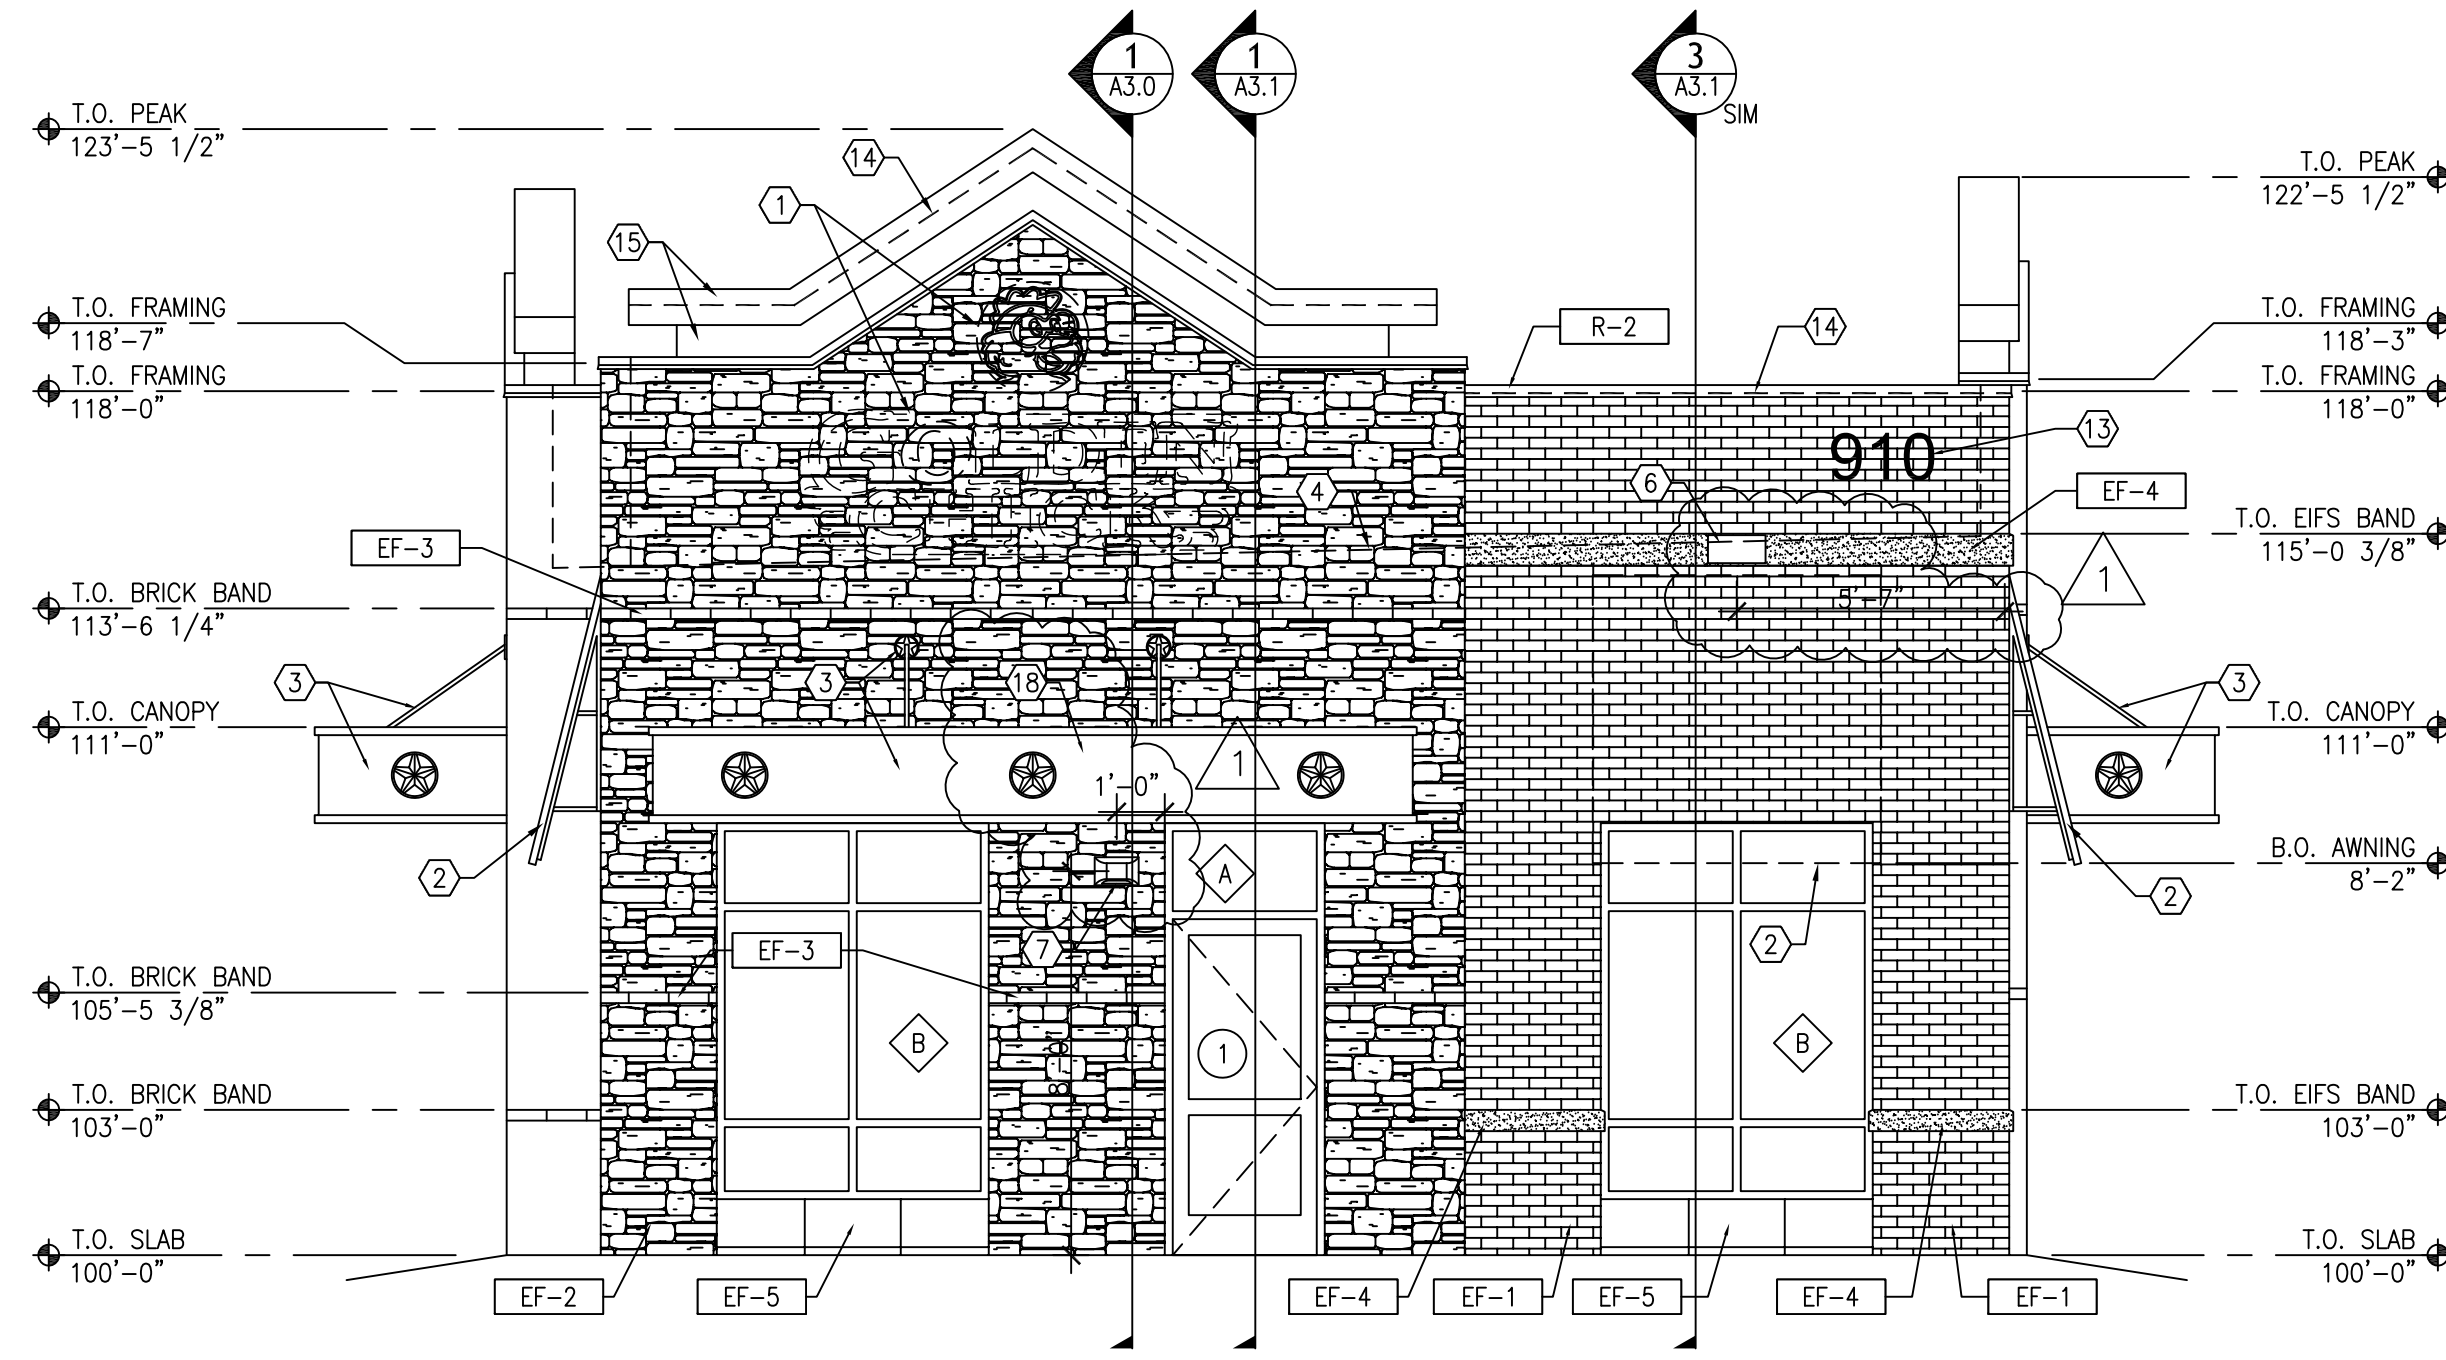 1
A3.0
1
A3.1
3
A3.1
SIM
T.O. PEAK
123'-5 1/2"
14
T.O. PEAK
122'-5 1/2"
1
15
T.O. FRAMING
118'-7"
R-2
14
T.O. FRAMING
118'-3"
T.O. FRAMING
118'-0"
T.O. FRAMING
118'-0"
910
13
4
6
EF-4
EF-3
T.O. EIFS BAND
115'-0 3/8"
1
T.O. BRICK BAND
113'-6 1/4"
5'-7"
3
3
18
3
T.O. CANOPY
111'-0"
T.O. CANOPY
111'-0"
1
1'-0"
2
A
B.O. AWNING
8'-2"
2
EF-3
7
2
T.O. BRICK BAND
105'-5 3/8"
B
1
B
8'-0"
T.O. BRICK BAND
103'-0"
T.O. EIFS BAND
103'-0"
T.O. SLAB
100'-0"
T.O. SLAB
100'-0"
EF-2
EF-5
EF-4
EF-1
EF-5
EF-4
EF-1